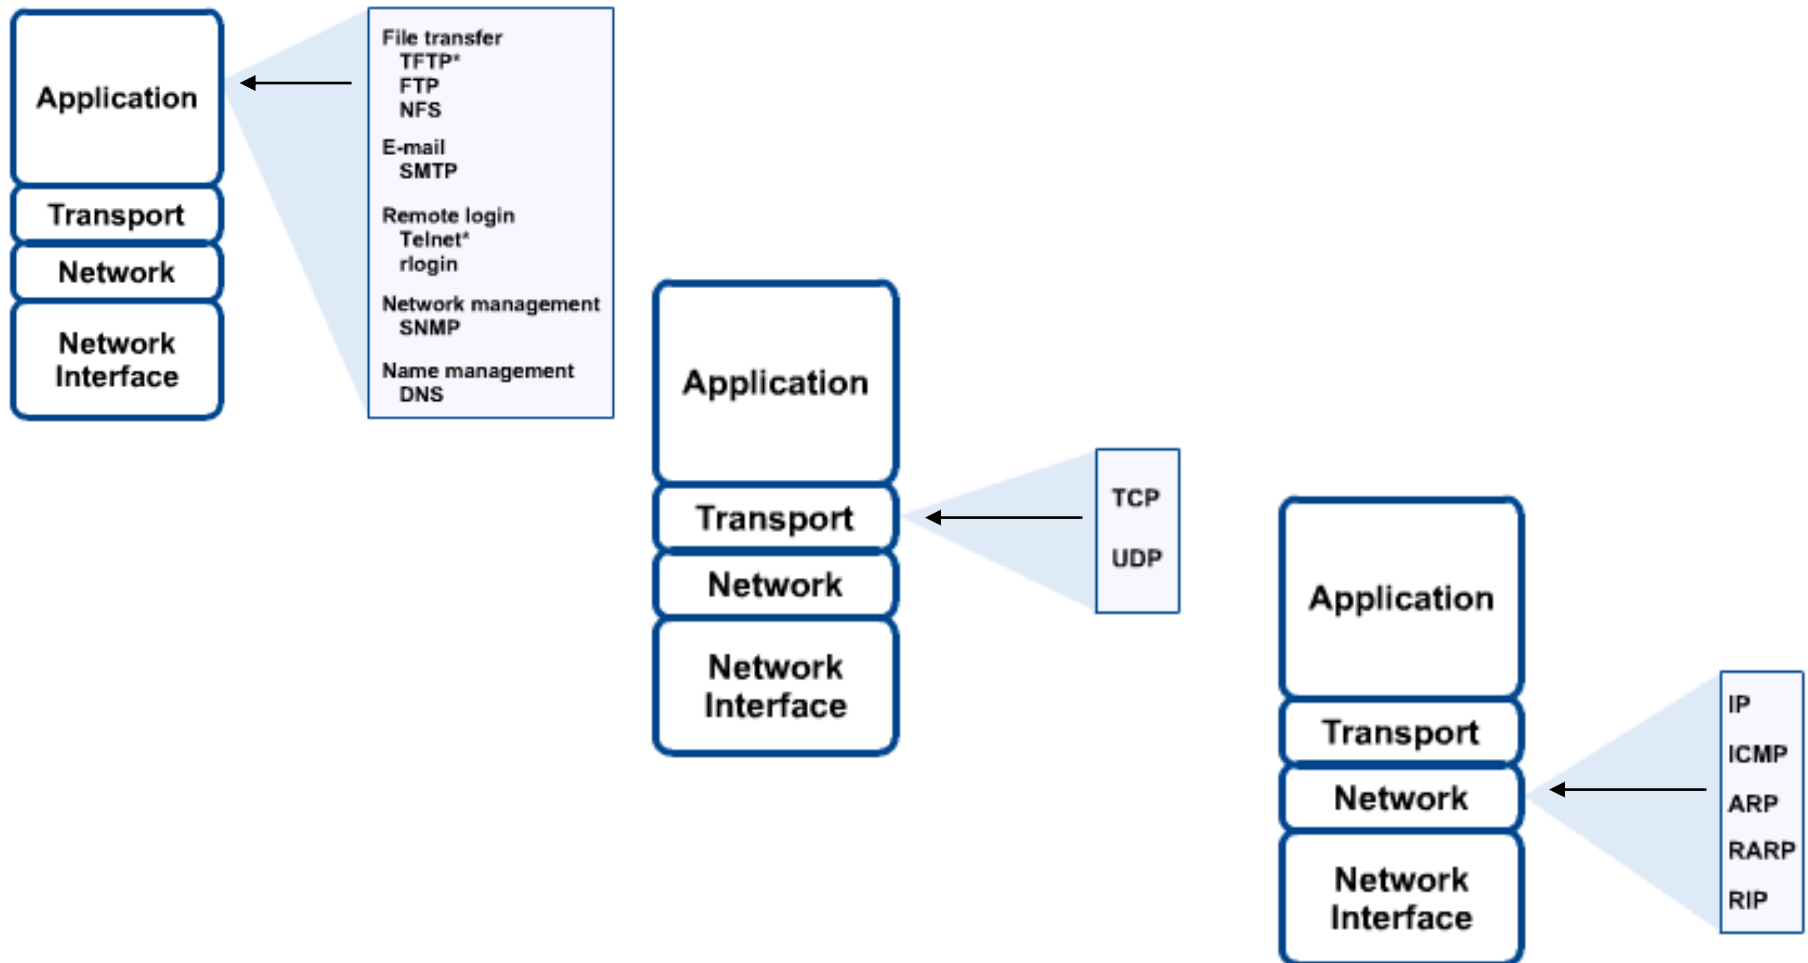 Application
Transport
Network
Network
Interface
File transfer
TFTP*
FTP
NFS
E-mail
SMTP
Remote login
Telnet*
rlogin
Network management
SNMP
Name management
DNS
Application
Transport
Network
Network
Interface
TCP
UDP
Application
Transport
Network
Network
Interface
IP
ICMP
ARP
RARP
RIP